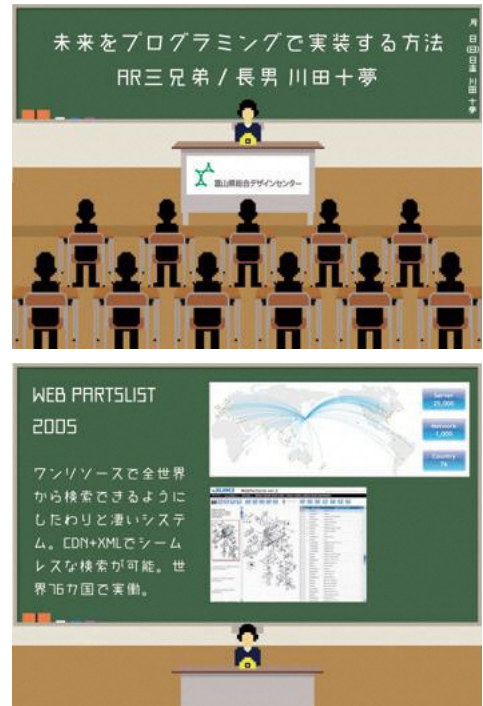 未来をプログラミングで実装する方法
AR三兄弟/長男 川田十夢
月 日(日)日直 川田 十夢
富山県総合デザインセンター
WEB PARTSLIST
2005
ワンリソースで全世界
から検索できるように
したわりと凄いシステ
ム。CDN+XMLでシーム
レスな検索が可能。世
界76カ国で実働。
Server
Network
Country
76
JUKI